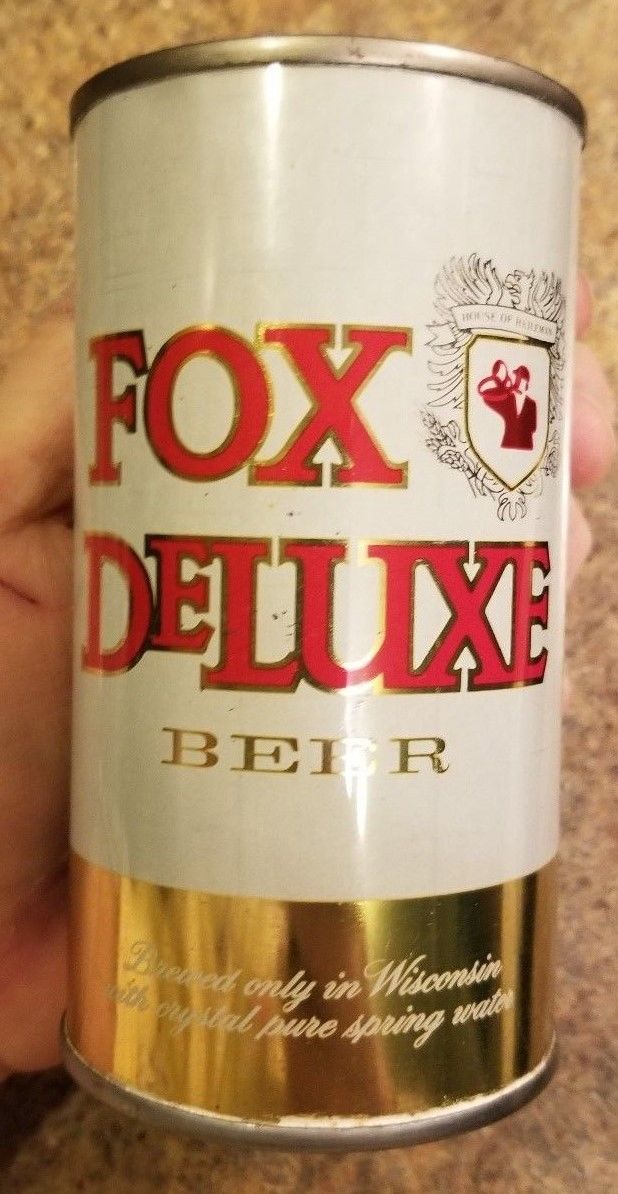 FOX
DELUXE
BEER
HOUSE OF HEILEMAN
Brewed only in Wisconsin
with crystal pure spring water